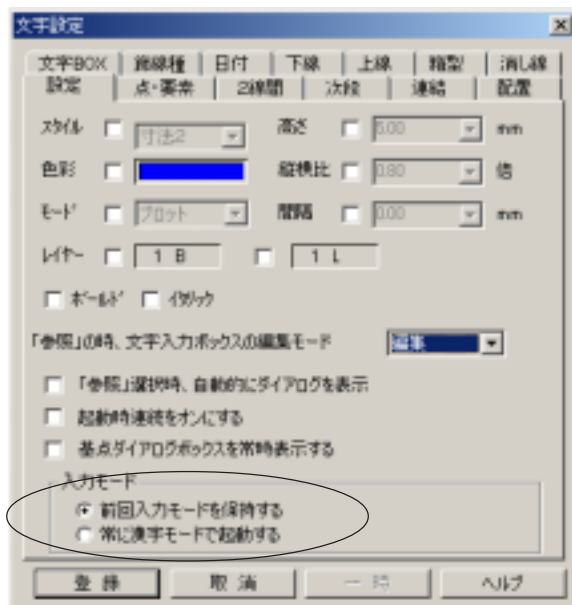 文字設定
文字BOX 飾線種 日付 下線 上線 箱型 消し線
設定 点・要素 2線間 次段 連結 配置
スタイル 寸法2 高さ 5.00 mm
色彩 縦横比 0.80 倍
モード プロット 間隔 0.00 mm
レイヤー 1 B 1 L
ボールド イタリック
「参照」の時、文字入力ボックスの編集モード 編集
「参照」選択時、自動的にダイアログを表示
起動時連続をオンにする
基点ダイアログボックスを常時表示する
入力モード
前回入力モードを保持する
常に漢字モードで起動する
登 録 取 消 一 時 ヘルプ